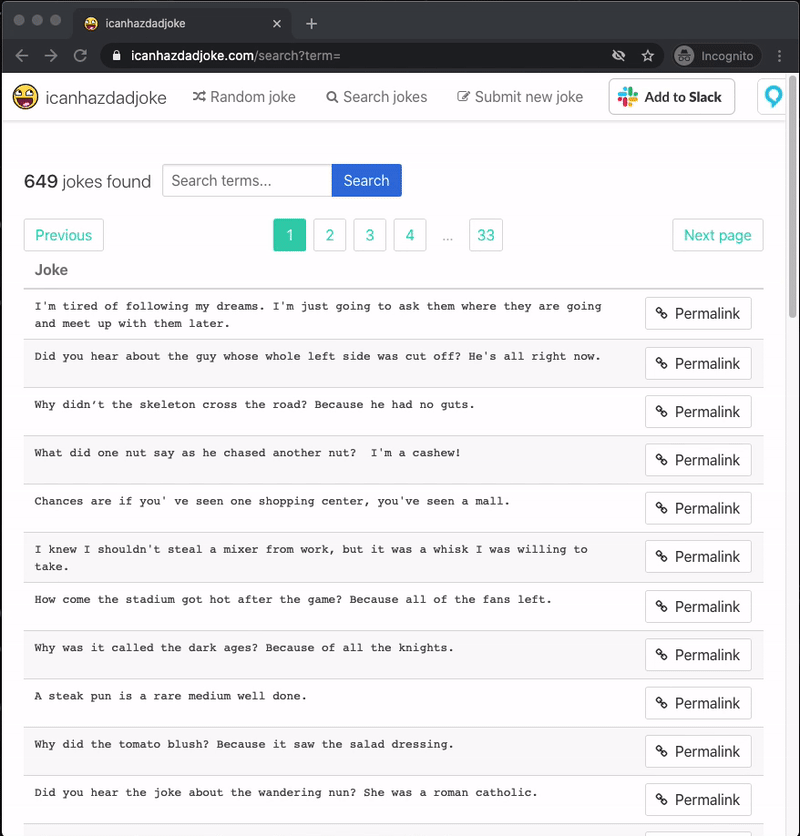 icanhazdadjoke
icanhazdadjoke.com/search?term=
Incognito
icanhazdadjoke
Random joke
Search jokes
Submit new joke
Add to Slack
649 jokes found
Search terms...
Search
Previous
1
2
3
4
...
33
Next page
Joke
I'm tired of following my dreams. I'm just going to ask them where they are going
and meet up with them later.
Permalink
Did you hear about the guy whose whole left side was cut off? He's all right now.
Permalink
Why didn’t the skeleton cross the road? Because he had no guts.
Permalink
What did one nut say as he chased another nut?  I'm a cashew!
Permalink
Chances are if you' ve seen one shopping center, you've seen a mall.
Permalink
I knew I shouldn't steal a mixer from work, but it was a whisk I was willing to
take.
Permalink
How come the stadium got hot after the game? Because all of the fans left.
Permalink
Why was it called the dark ages? Because of all the knights.
Permalink
A steak pun is a rare medium well done.
Permalink
Why did the tomato blush? Because it saw the salad dressing.
Permalink
Did you hear the joke about the wandering nun? She was a roman catholic.
Permalink